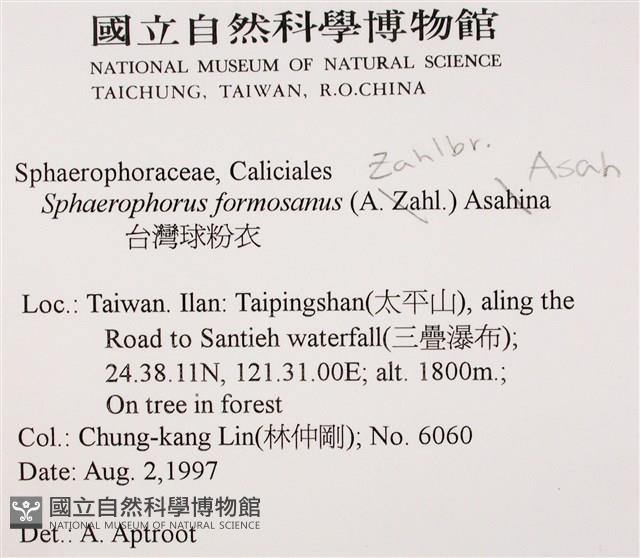 國立自然科學博物館
NATIONAL MUSEUM OF NATURAL SCIENCE
TAICHUNG, TAIWAN, R.O.CHINA
Zahlbr.
Asah
Sphaerophoraceae, Caliciales
Sphaerophorus formosanus (A. Zahl.) Asahina
台灣球粉衣
Loc.: Taiwan. Ilan: Taipingshan(太平山), aling the
Road to Santieh waterfall(三疊瀑布);
24.38.11N, 121.31.00E; alt. 1800m.;
On tree in forest
Col.: Chung-kang Lin(林仲剛); No. 6060
Date: Aug. 2,1997
國立自然科學博物館
NATIONAL MUSEUM OF NATURAL SCIENCE
Det.: A. Aptroot